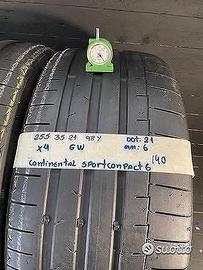 255 35 21 98Y DOT: 21
X4 GW mm: 6
Continental Sportcontact 6 140
subito